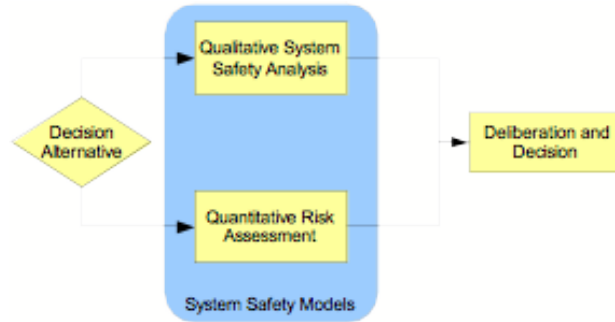 Qualitative System
Safety Analysis
Decision
Alternative
Deliberation and
Decision
Quantitative Risk
Assessment
System Safety Models